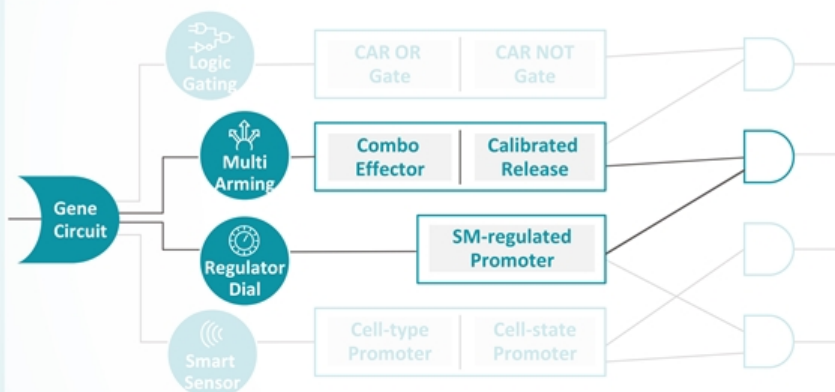 Logic
Gating
CAR OR
Gate
CAR NOT
Gate
Multi
Arming
Combo
Effector
Calibrated
Release
Gene
Circuit
Regulator
Dial
SM-regulated
Promoter
Smart
Sensor
Cell-type
Promoter
Cell-state
Promoter